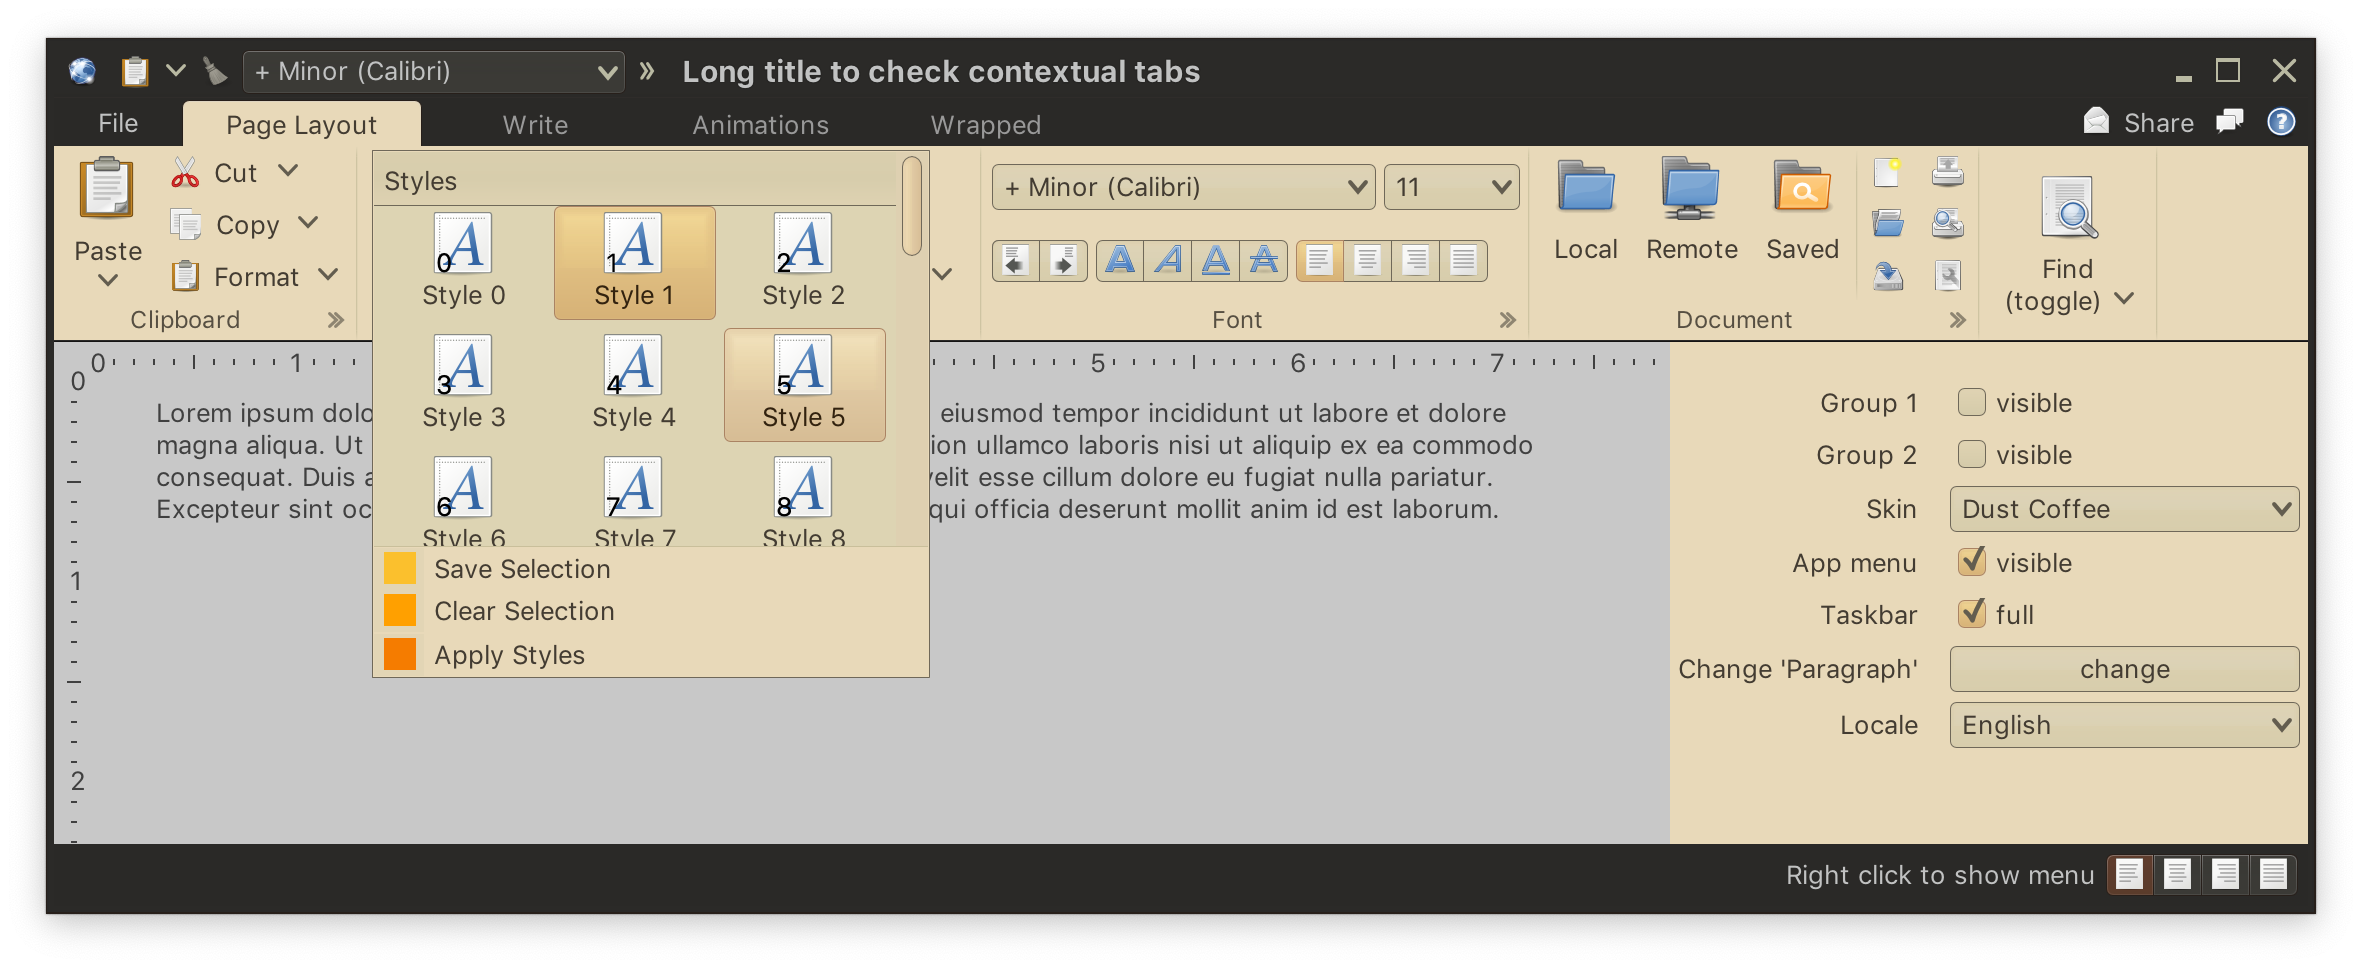 + Minor (Calibri)
Long title to check contextual tabs
File
Page Layout
Write
Animations
Wrapped
Share
Paste
Cut
Copy
Format
Clipboard
Styles
0
Style 0
1
Style 1
2
Style 2
3
Style 3
4
Style 4
5
Style 5
6
Style 6
7
Style 7
8
Style 8
Save Selection
Clear Selection
Apply Styles
+ Minor (Calibri)
11
A A A A
Font
Local
Remote
Saved
Document
Find
(toggle)
0 1 5 6 7
0
1
2
Lorem ipsum dolo eiusmod tempor incididunt ut labore et dolore
magna aliqua. Ut ion ullamco laboris nisi ut aliquip ex ea commodo
consequat. Duis a velit esse cillum dolore eu fugiat nulla pariatur.
Excepteur sint oc qui officia deserunt mollit anim id est laborum.
Group 1 visible
Group 2 visible
Skin Dust Coffee
App menu visible
Taskbar full
Change 'Paragraph' change
Locale English
Right click to show menu